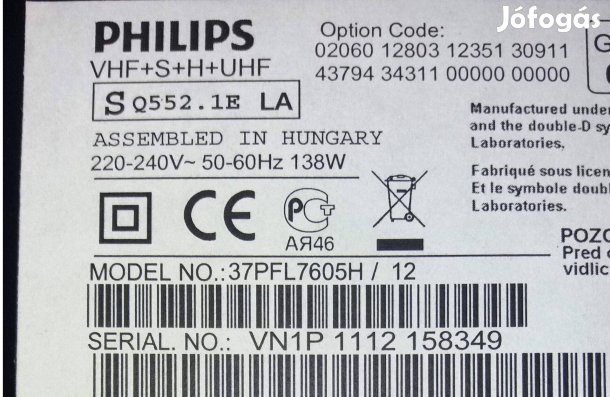 Jófogás
PHILIPS
VHF+S+H+UHF
S Q552.1E LA
ASSEMBLED IN HUNGARY
220-240V~ 50-60Hz 138W
Option Code:
02060 12803 12351 30911
43794 34311 00000 00000
G
Manufactured under
and the double-D sy
Laboratories.
Fabriqué sous licen
Et le symbole doubl
Laboratories.
CE
АЯ46
POZO
Pred
vidlic
MODEL NO.:37PFL7605H / 12
SERIAL. NO.: VN1P 1112 158349